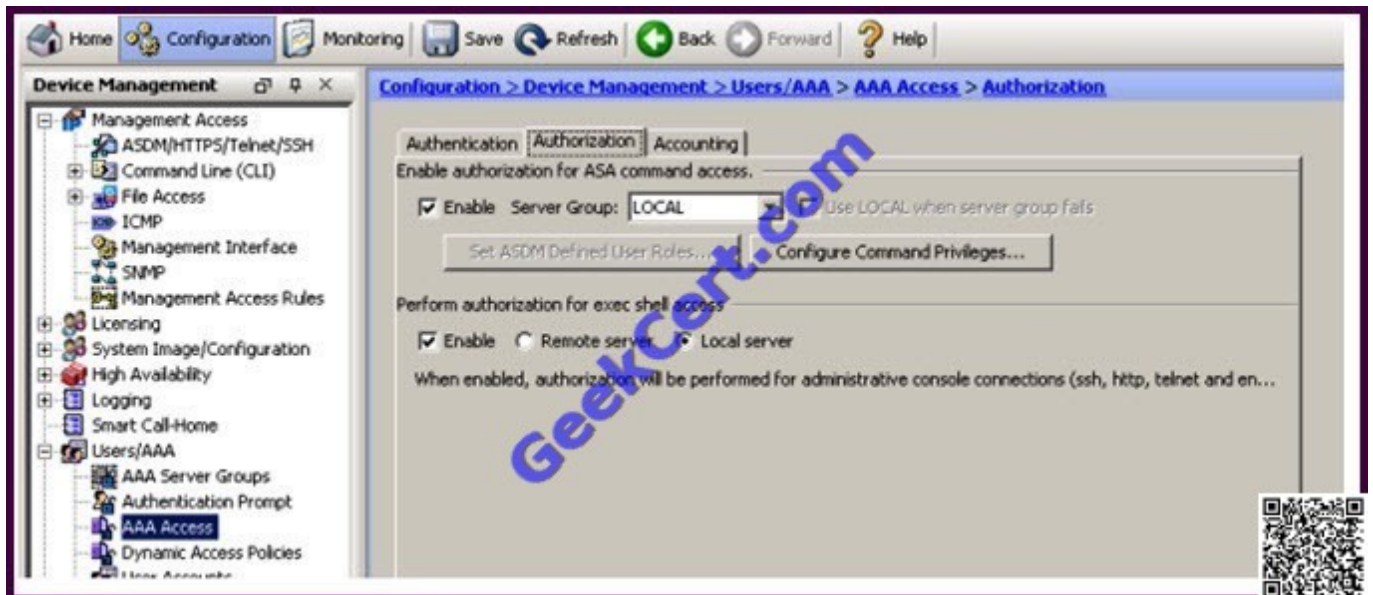 Home Configuration Monitoring Save Refresh Back Forward Help
Device Management
Configuration > Device Management > Users/AAA > AAA Access > Authorization
Management Access
ASDM/HTTPS/Telnet/SSH
Command Line (CLI)
File Access
ICMP
Management Interface
SNMP
Management Access Rules
Licensing
System Image/Configuration
High Availability
Logging
Smart Call-Home
Users/AAA
AAA Server Groups
Authentication Prompt
AAA Access
Dynamic Access Policies
User Accounts
Authentication Authorization Accounting
Enable authorization for ASA command access.
Enable Server Group: LOCAL Use LOCAL when server group fails
Set ASDM Defined User Roles... Configure Command Privileges...
Perform authorization for exec shell access
Enable Remote server Local server
When enabled, authorization will be performed for administrative console connections (ssh, http, telnet and en...
GeekCert.com